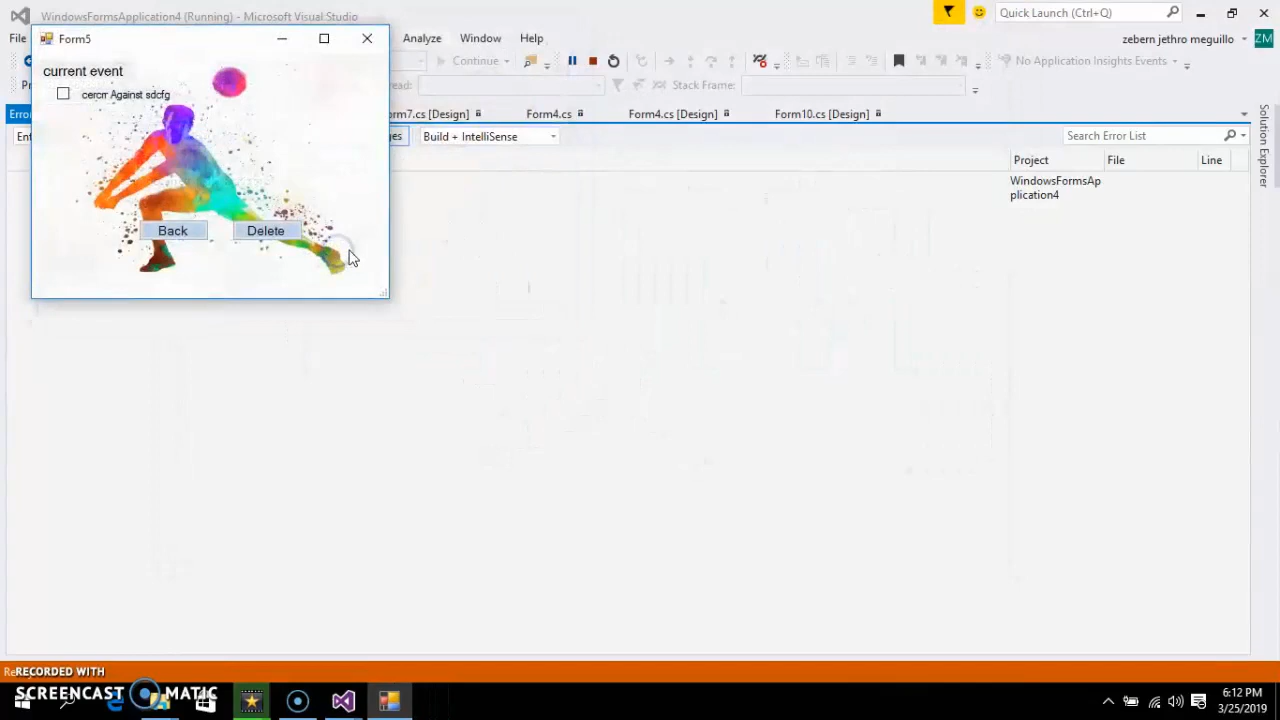 WindowsFormsApplication4 (Running) - Microsoft Visual Studio
Quick Launch (Ctrl+Q)
Form5
File
Analyze
Window
Help
zebern jethro meguillo
ZM
Continue
No Application Insights Events
current event
Stack Frame:
cercrr Against sdcfg
Form4.cs
Form4.cs [Design]
Form10.cs [Design]
Build + IntelliSense
Search Error List
Solution Explorer
Project
File
Line
WindowsFormsAp
plication4
Back
Delete
RECORDED WITH
SCREENCAST MATIC
6:12 PM
3/25/2019